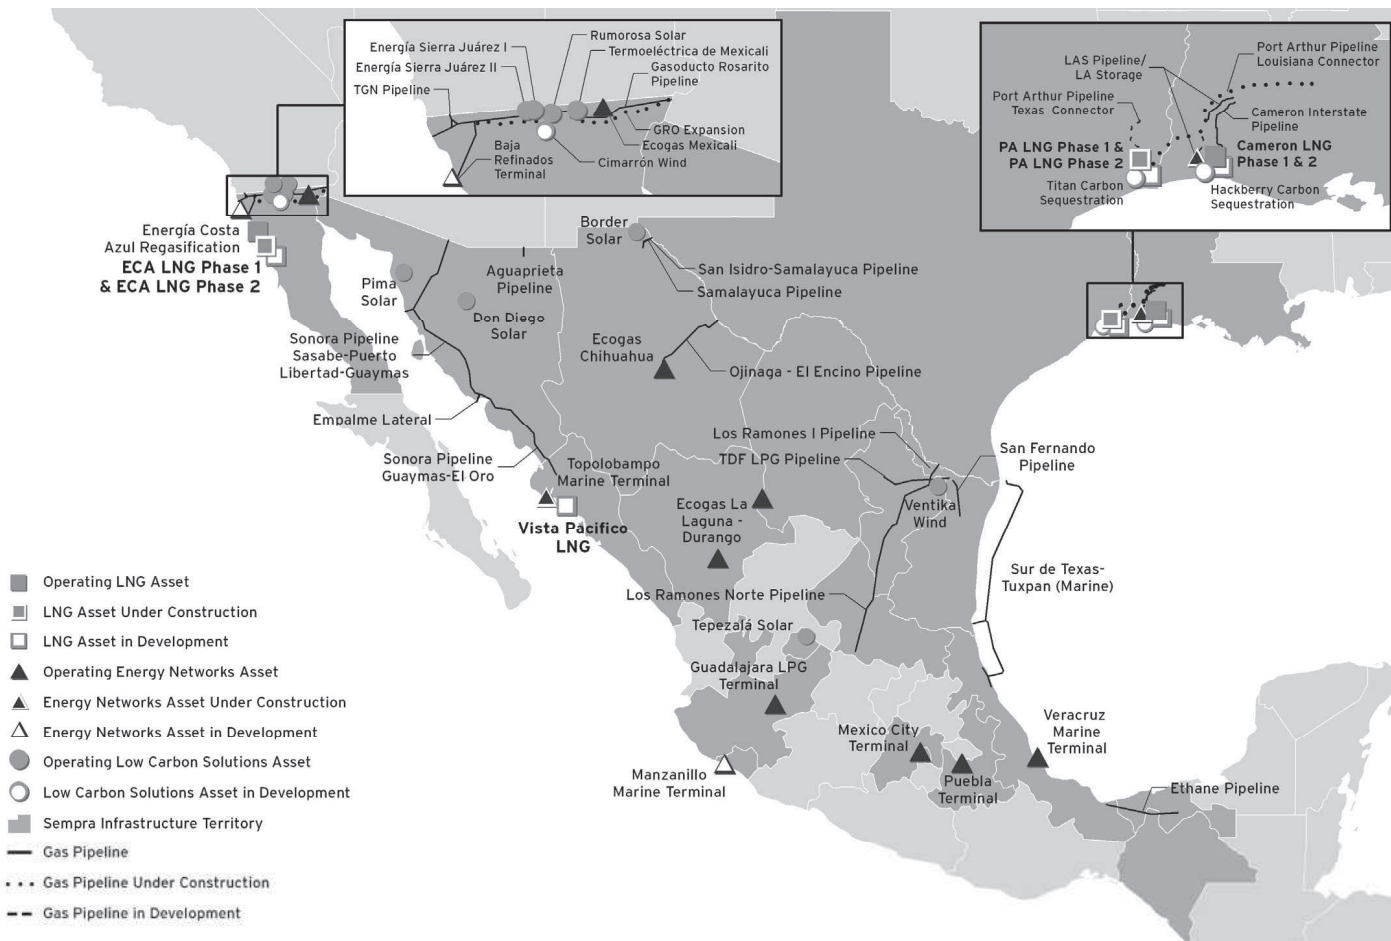 Rumorosa Solar
Energía Sierra Juárez I
Termoeléctrica de Mexicali
Energía Sierra Juárez II
Gasoducto Rosarito
Pipeline
TGN Pipeline
GRO Expansion
Ecogas Mexicali
Baja
Refinados
Terminal
Cimarrón Wind
Port Arthur Pipeline
Louisiana Connector
LAS Pipeline/
LA Storage
Port Arthur Pipeline
Texas Connector
Cameron Interstate
Pipeline
PA LNG Phase 1 &
PA LNG Phase 2
Cameron LNG
Phase 1 & 2
Titan Carbon
Sequestration
Hackberry Carbon
Sequestration
Energía Costa
Azul Regasification
ECA LNG Phase 1
& ECA LNG Phase 2
Border
Solar
Pima
Solar
Aguaprieta
Pipeline
San Isidro-Samalayuca Pipeline
Samalayuca Pipeline
Don Diego
Solar
Sonora Pipeline
Sasabe-Puerto
Libertad-Guaymas
Ecogas
Chihuahua
Ojinaga - El Encino Pipeline
Empalme Lateral
Los Ramones I Pipeline
TDF LPG Pipeline
San Fernando
Pipeline
Sonora Pipeline
Guaymas-El Oro
Topolobampo
Marine Terminal
Vista Pacifico
LNG
Ecogas La
Laguna -
Durango
Ventika
Wind
Sur de Texas-
Tuxpan (Marine)
Los Ramones Norte Pipeline
Tepezalá Solar
Guadalajara LPG
Terminal
Mexico City
Terminal
Veracruz
Marine
Terminal
Manzanillo
Marine Terminal
Puebla
Terminal
Ethane Pipeline
Operating LNG Asset
LNG Asset Under Construction
LNG Asset in Development
Operating Energy Networks Asset
Energy Networks Asset Under Construction
Energy Networks Asset in Development
Operating Low Carbon Solutions Asset
Low Carbon Solutions Asset in Development
Sempra Infrastructure Territory
Gas Pipeline
Gas Pipeline Under Construction
Gas Pipeline in Development